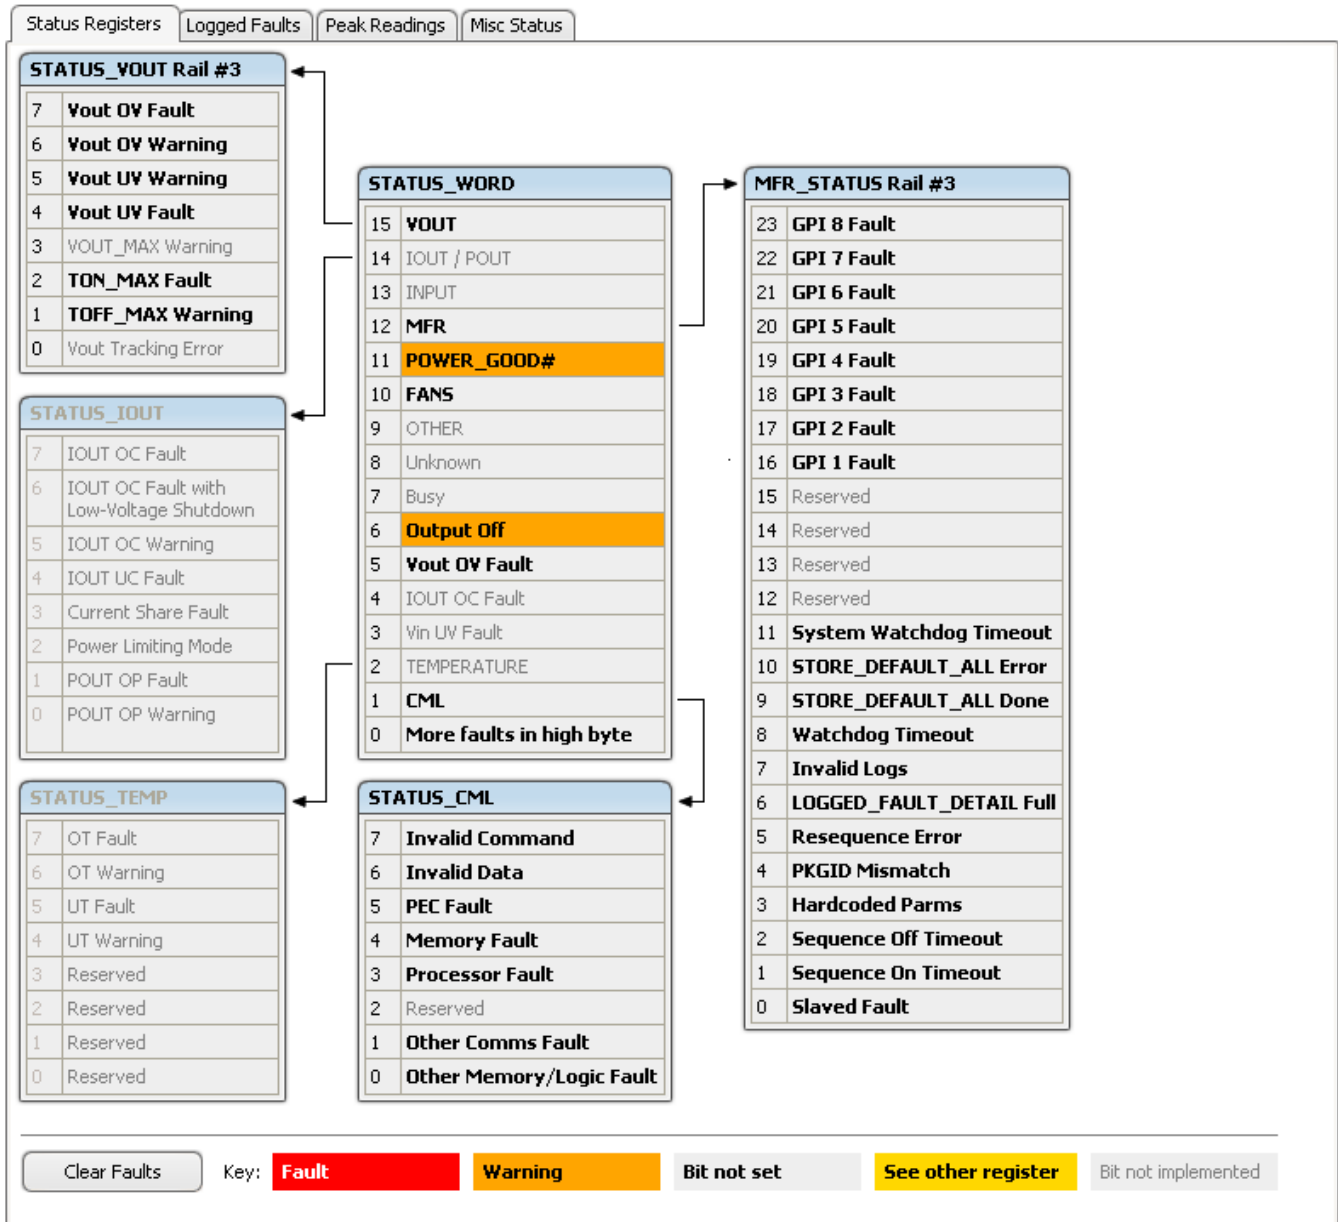 Status Registers
Logged Faults
Peak Readings
Misc Status
STATUS_VOUT Rail #3
7 Vout OV Fault
6 Vout OV Warning
5 Vout UV Warning
4 Vout UV Fault
3 VOUT_MAX Warning
2 TON_MAX Fault
1 TOFF_MAX Warning
0 Vout Tracking Error
STATUS_IOUT
7 IOUT OC Fault
6 IOUT OC Fault with
Low-Voltage Shutdown
5 IOUT OC Warning
4 IOUT UC Fault
3 Current Share Fault
2 Power Limiting Mode
1 POUT OP Fault
0 POUT OP Warning
STATUS_TEMP
7 OT Fault
6 OT Warning
5 UT Fault
4 UT Warning
3 Reserved
2 Reserved
1 Reserved
0 Reserved
STATUS_WORD
15 VOUT
14 IOUT / POUT
13 INPUT
12 MFR
11 POWER_GOOD#
10 FANS
9 OTHER
8 Unknown
7 Busy
6 Output Off
5 Vout OV Fault
4 IOUT OC Fault
3 Vin UV Fault
2 TEMPERATURE
1 CML
0 More faults in high byte
STATUS_CML
7 Invalid Command
6 Invalid Data
5 PEC Fault
4 Memory Fault
3 Processor Fault
2 Reserved
1 Other Comms Fault
0 Other Memory/Logic Fault
MFR_STATUS Rail #3
23 GPI 8 Fault
22 GPI 7 Fault
21 GPI 6 Fault
20 GPI 5 Fault
19 GPI 4 Fault
18 GPI 3 Fault
17 GPI 2 Fault
16 GPI 1 Fault
15 Reserved
14 Reserved
13 Reserved
12 Reserved
11 System Watchdog Timeout
10 STORE_DEFAULT_ALL Error
9 STORE_DEFAULT_ALL Done
8 Watchdog Timeout
7 Invalid Logs
6 LOGGED_FAULT_DETAIL Full
5 Resequence Error
4 PKGID Mismatch
3 Hardcoded Parms
2 Sequence Off Timeout
1 Sequence On Timeout
0 Slaved Fault
Clear Faults
Key:
Fault
Warning
Bit not set
See other register
Bit not implemented